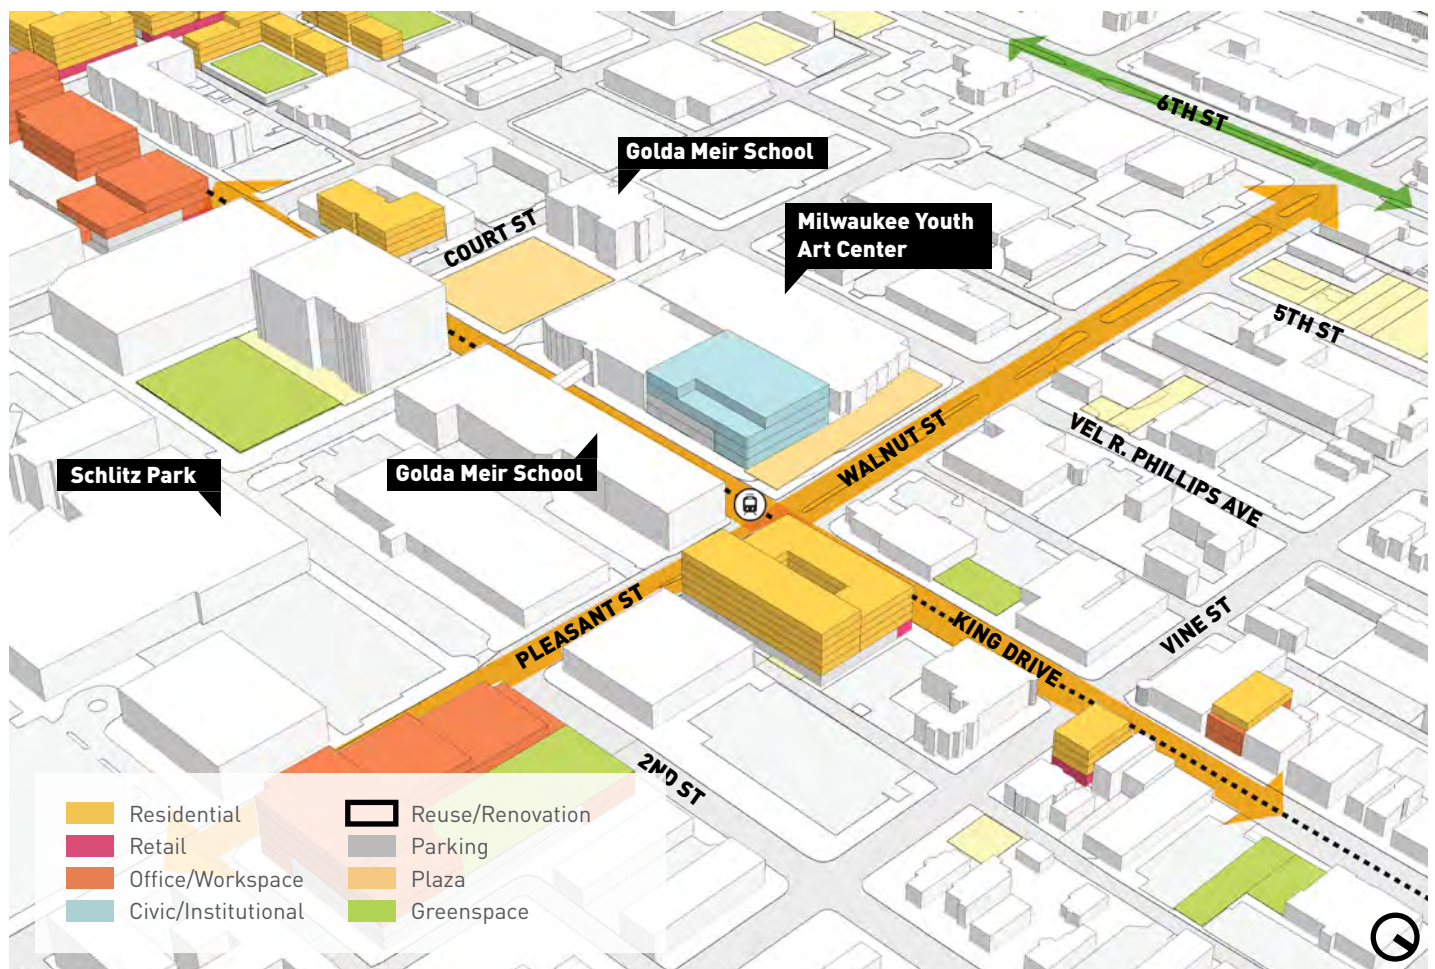 6TH ST
Golda Meir School
Milwaukee Youth
Art Center
COURT ST
5TH ST
WALNUT ST
VEL R. PHILLIPS AVE
Schlitz Park
Golda Meir School
PLEASANT ST
KING DRIVE
VINE ST
2ND ST
Residential
Retail
Office/Workspace
Civic/Institutional
Reuse/Renovation
Parking
Plaza
Greenspace